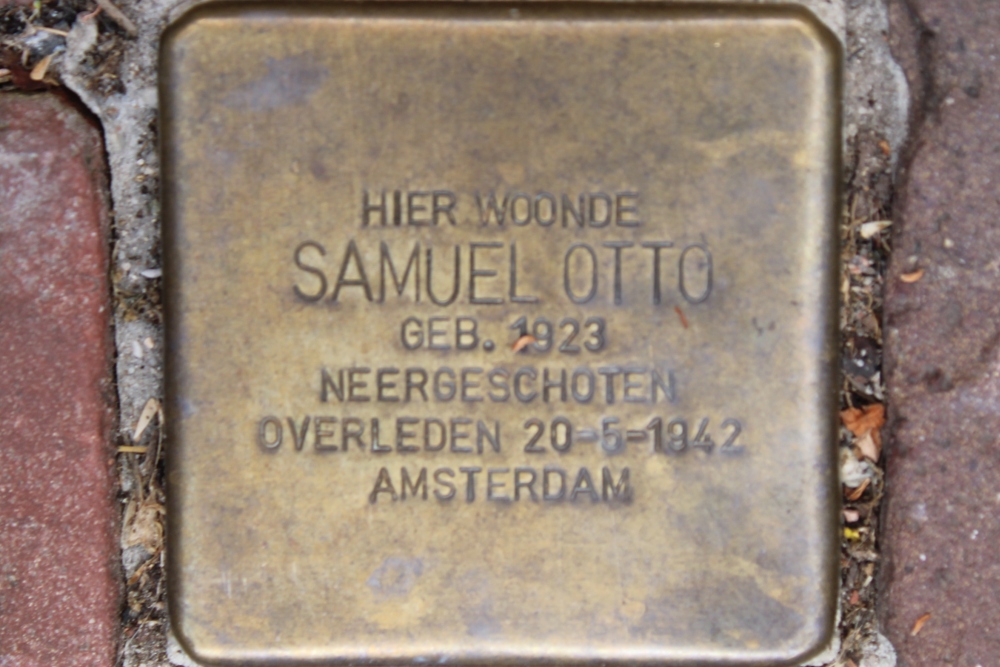 HIER WOONDE
SAMUEL OTTO
GEB. 1923
NEERGESCHOTEN
OVERLEDEN 20-5-1942
AMSTERDAM